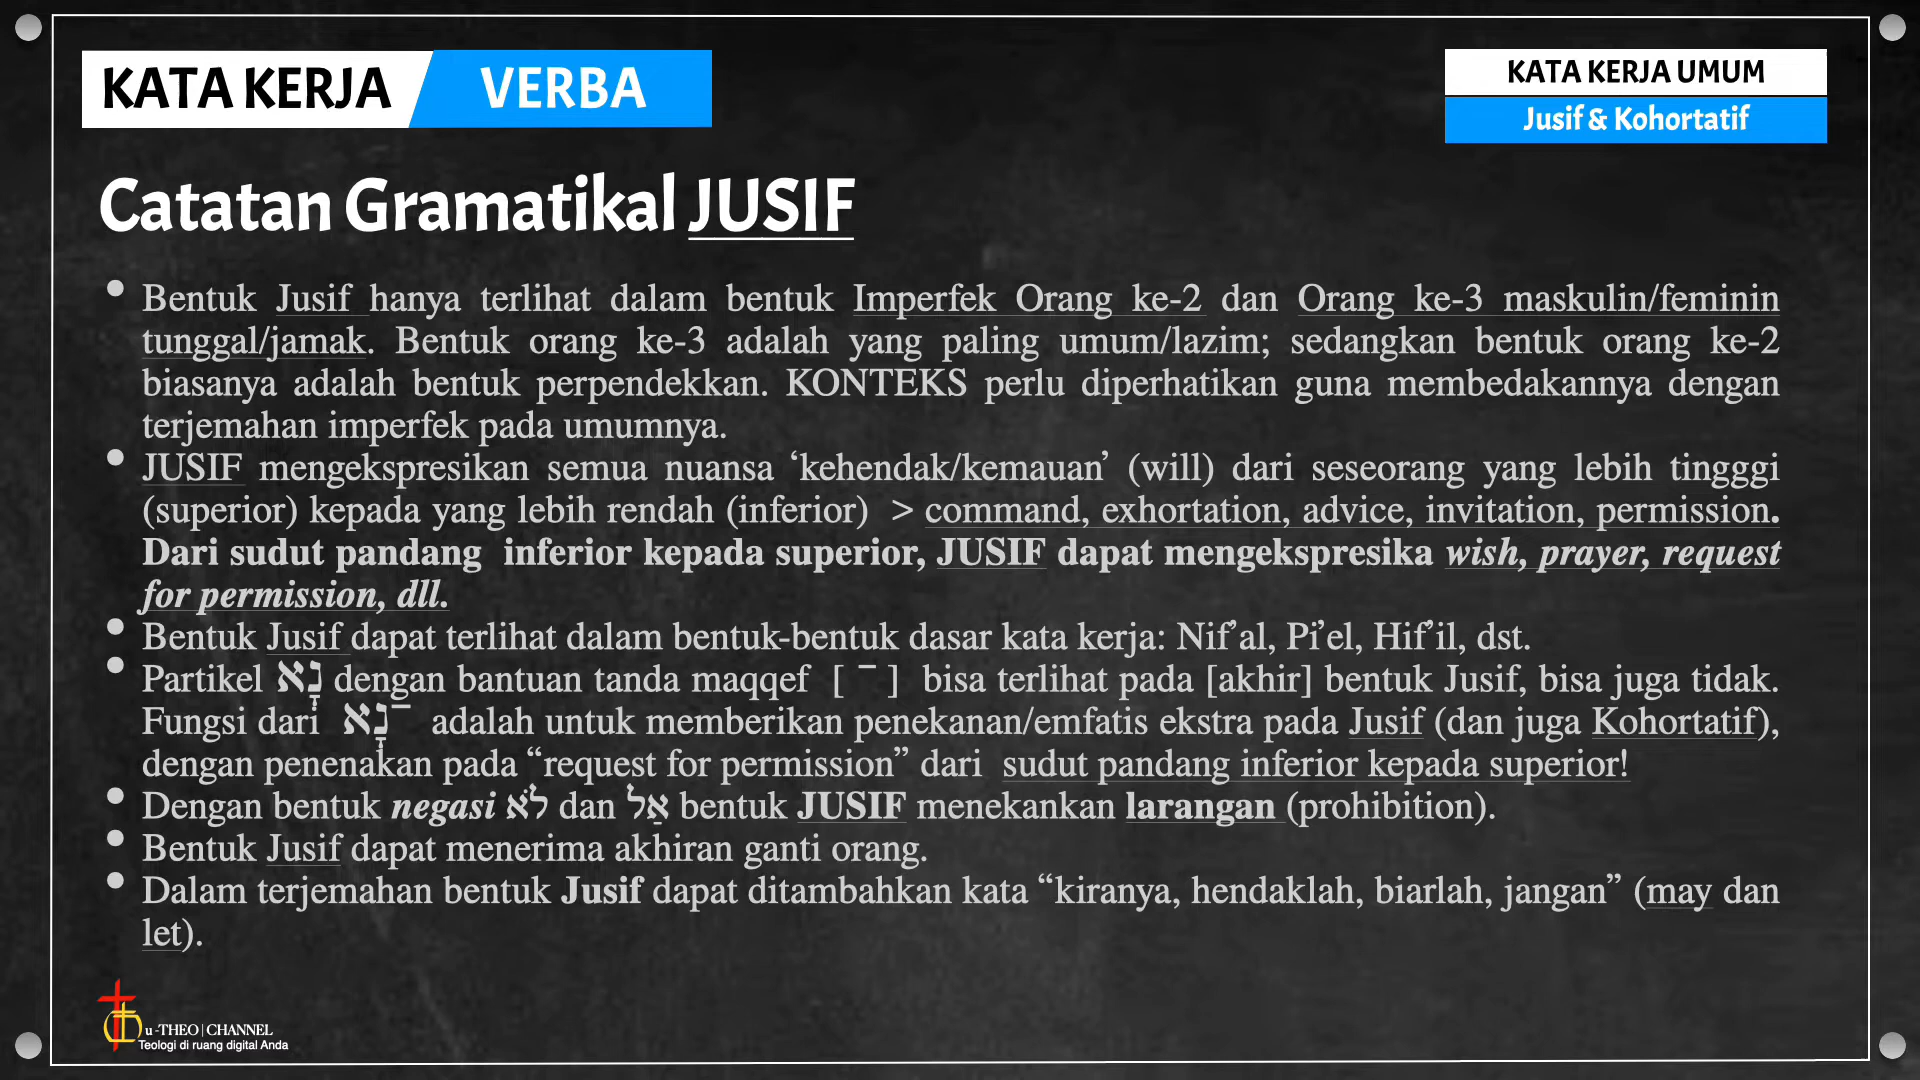 KATA KERJA VERBA
KATA KERJA UMUM
Jusif & Kohortatif
Catatan Gramatikal JUSIF
• Bentuk Jusif hanya terlihat dalam bentuk Imperfek Orang ke-2 dan Orang ke-3 maskulin/feminin
tunggal/jamak. Bentuk orang ke-3 adalah yang paling umum/lazim; sedangkan bentuk orang ke-2
biasanya adalah bentuk perpendekkan. KONTEKS perlu diperhatikan guna membedakannya dengan
terjemahan imperfek pada umumnya.
• JUSIF mengekspresikan semua nuansa ‘kehendak/kemauan’ (will) dari seseorang yang lebih tingggi
(superior) kepada yang lebih rendah (inferior) > command, exhortation, advice, invitation, permission.
Dari sudut pandang inferior kepada superior, JUSIF dapat mengekspresika wish, prayer, request
for permission, dll.
• Bentuk Jusif dapat terlihat dalam bentuk-bentuk dasar kata kerja: Nif’al, Pi’el, Hif’il, dst.
• Partikel נָא dengan bantuan tanda maqqef [ ־ ] bisa terlihat pada [akhir] bentuk Jusif, bisa juga tidak.
Fungsi dari ־נָא adalah untuk memberikan penekanan/emfatis ekstra pada Jusif (dan juga Kohortatif),
dengan penenakan pada “request for permission” dari sudut pandang inferior kepada superior!
• Dengan bentuk negasi לֹא dan אַל bentuk JUSIF menekankan larangan (prohibition).
• Bentuk Jusif dapat menerima akhiran ganti orang.
• Dalam terjemahan bentuk Jusif dapat ditambahkan kata “kiranya, hendaklah, biarlah, jangan” (may dan
let).
u-THEO | CHANNEL
Teologi di ruang digital Anda